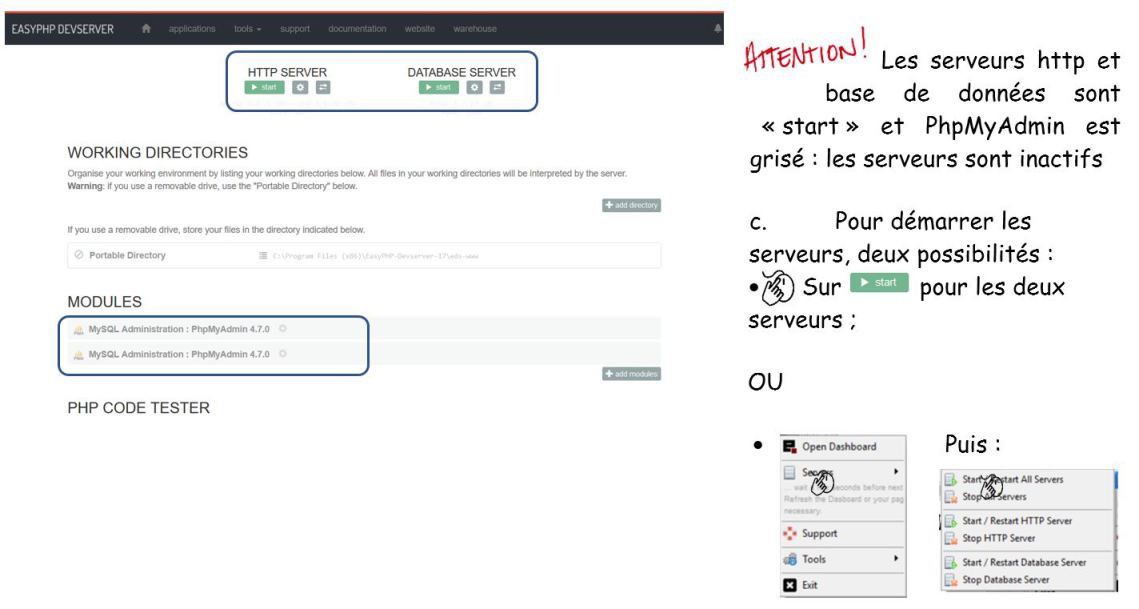 EASYPHP DEVSERVER applications tools support documentation website warehouse
HTTP SERVER DATABASE SERVER
start start
WORKING DIRECTORIES
Organise your working environment by listing your working directories below. All files in your working directories will be interpreted by the server.
Warning: if you use a removable drive, use the "Portable Directory" below.
add directory
If you use a removable drive, store your files in the directory indicated below.
Portable Directory C:\Program Files (x86)\EasyPHP-Devserver-17\eds-www
MODULES
MySQL Administration : PhpMyAdmin 4.7.0
MySQL Administration : PhpMyAdmin 4.7.0
add modules
PHP CODE TESTER
ATTENTION! Les serveurs http et
base de données sont
« start » et PhpMyAdmin est
grisé : les serveurs sont inactifs
c. Pour démarrer les
serveurs, deux possibilités :
• Sur start pour les deux
serveurs ;
OU
• Puis :
Open Dashboard
Servers
... wait seconds before next
Refresh the Dasboard or your pag
necessary.
Support
Tools
Exit
Start / Restart All Servers
Stop All Servers
Start / Restart HTTP Server
Stop HTTP Server
Start / Restart Database Server
Stop Database Server